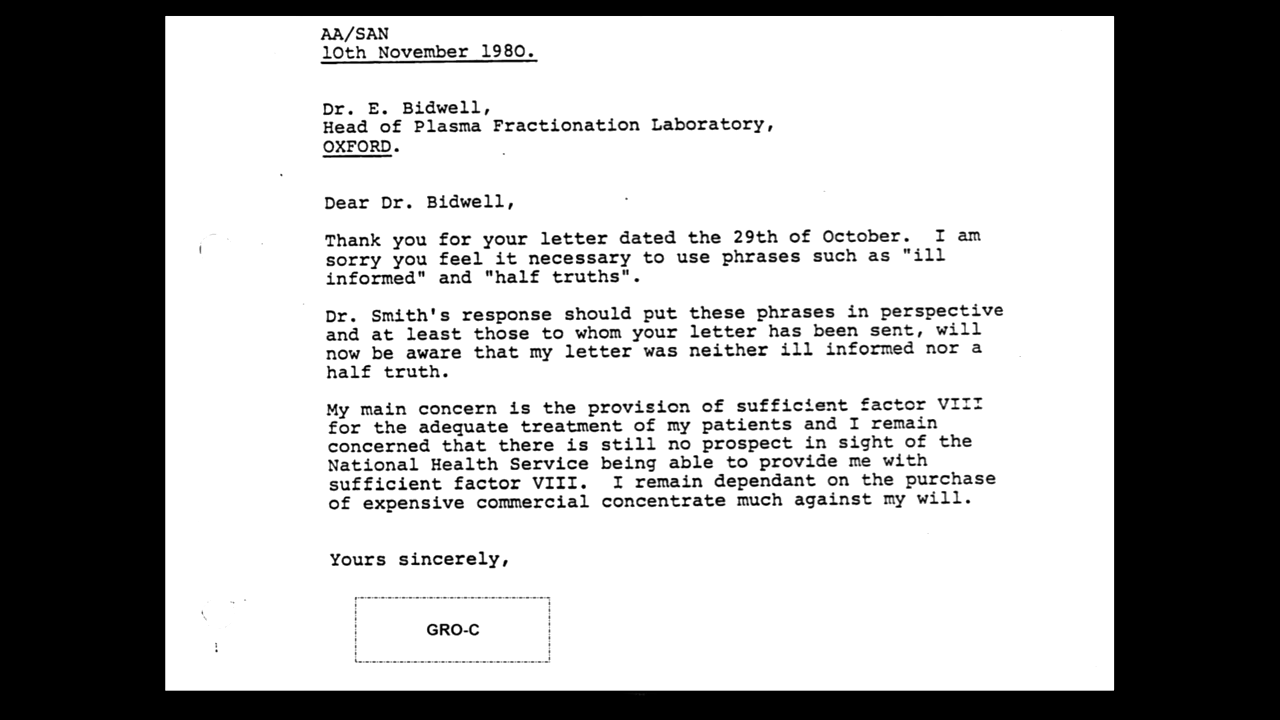 AA/SAN
10th November 1980.
Dr. E. Bidwell,
Head of Plasma Fractionation Laboratory,
OXFORD.
Dear Dr. Bidwell,
Thank you for your letter dated the 29th of October. I am
sorry you feel it necessary to use phrases such as "ill
informed" and "half truths".
Dr. Smith's response should put these phrases in perspective
and at least those to whom your letter has been sent, will
now be aware that my letter was neither ill informed nor a
half truth.
My main concern is the provision of sufficient factor VIII
for the adequate treatment of my patients and I remain
concerned that there is still no prospect in sight of the
National Health Service being able to provide me with
sufficient factor VIII. I remain dependant on the purchase
of expensive commercial concentrate much against my will.
Yours sincerely,
GRO-C